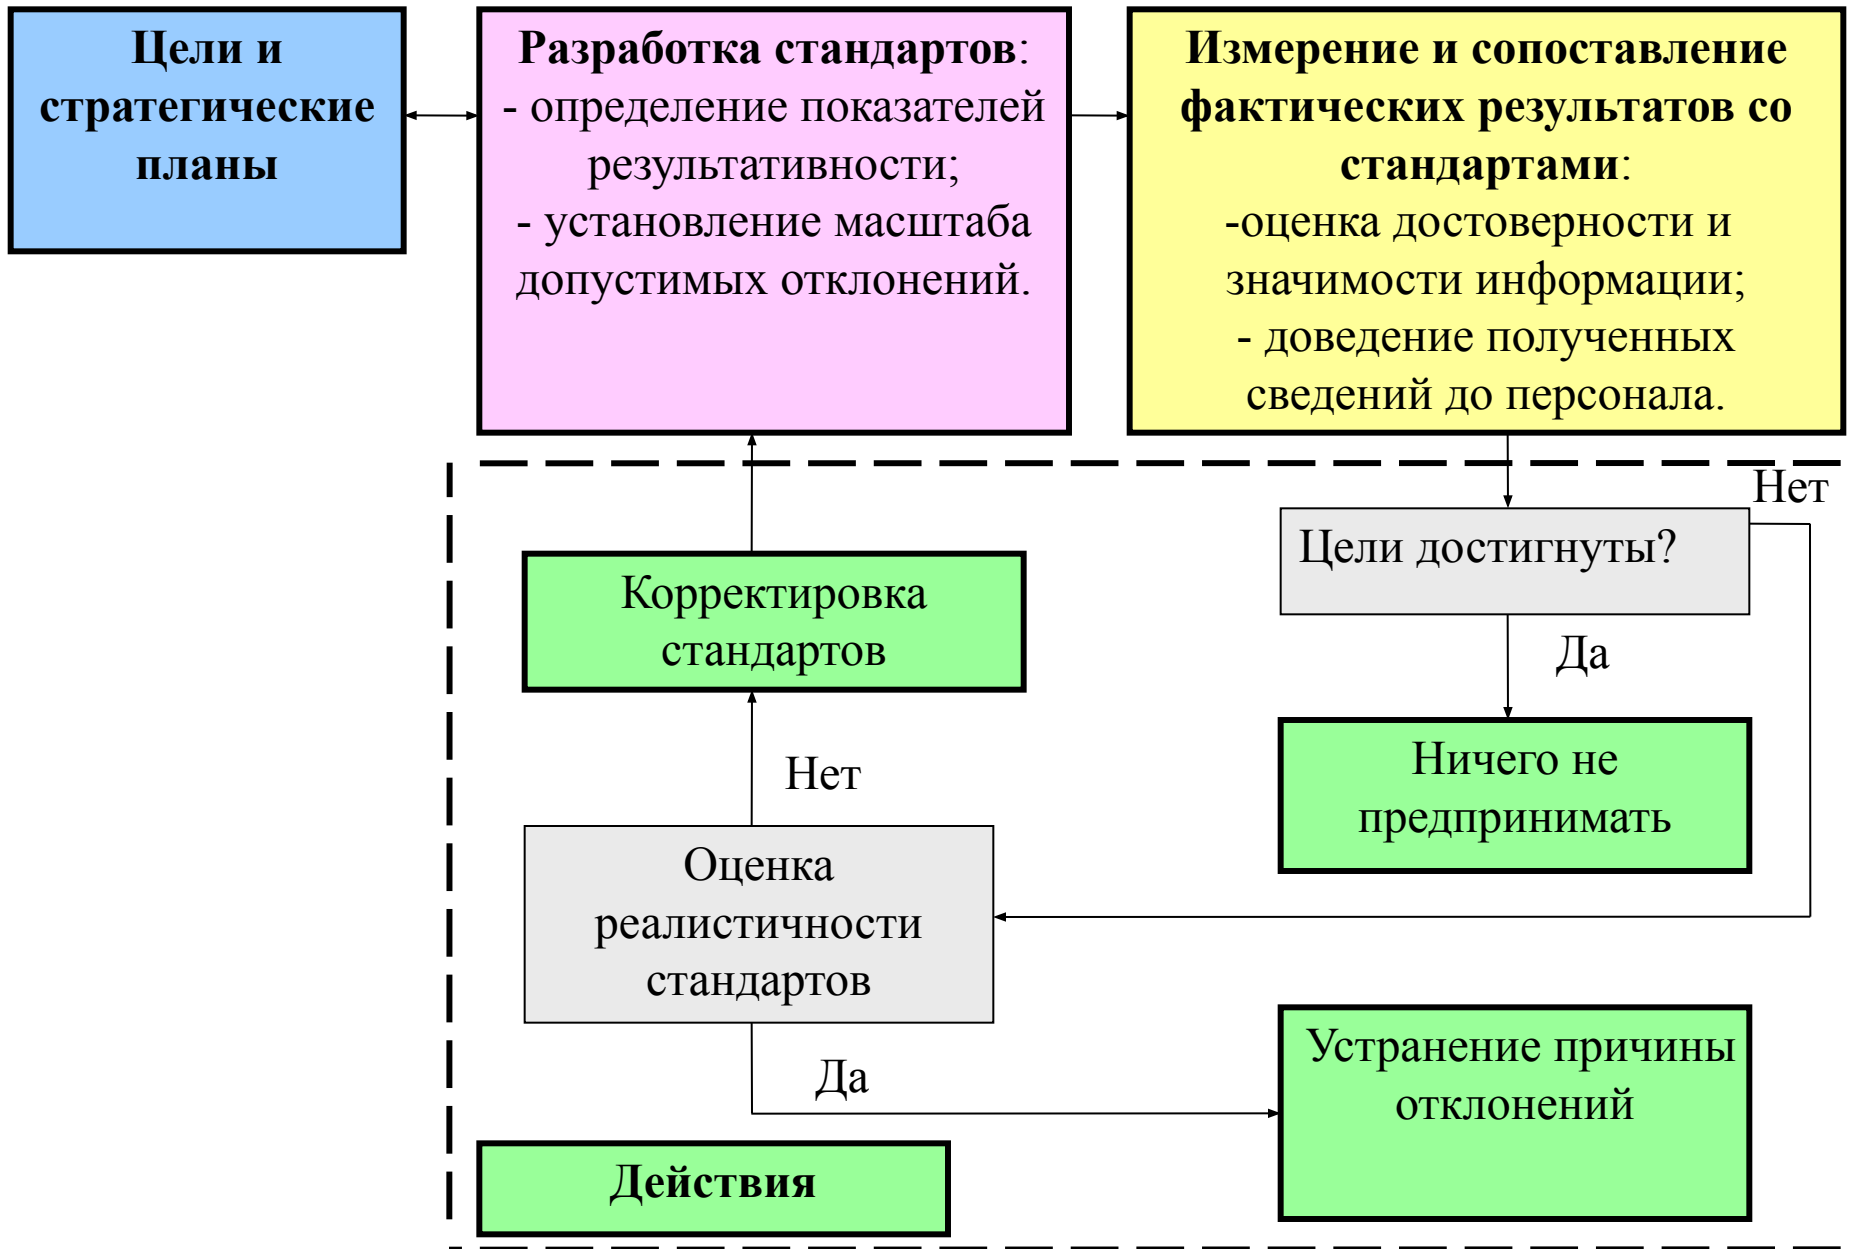 Цели и
стратегические
планы
Разработка стандартов:
- определение показателей
результативности;
- установление масштаба
допустимых отклонений.
Измерение и сопоставление
фактических результатов со
стандартами:
-оценка достоверности и
значимости информации;
- доведение полученных
сведений до персонала.
Нет
Цели достигнуты?
Корректировка
стандартов
Да
Ничего не
предпринимать
Нет
Оценка
реалистичности
стандартов
Устранение причины
отклонений
Да
Действия